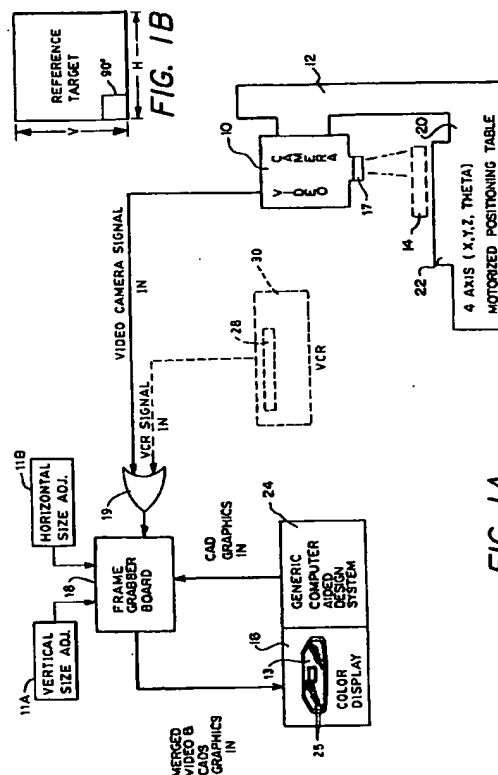 REFERENCE
TARGET
90°
V
H
FIG. 1B
11A
VERTICAL
SIZE ADJ.
11B
HORIZONTAL
SIZE ADJ.
18
FRAME
GRABBER
BOARD
19
VIDEO CAMERA SIGNAL
IN
VCR SIGNAL
IN
30
28
VCR
10
VIDEO
CAMERA
12
17
14
20
22
4 AXIS (X,Y,Z, THETA)
MOTORIZED POSITIONING TABLE
CAD
GRAPHICS
IN
MERGED
VIDEO &
CADS
GRAPHICS
IN
24
GENERIC
COMPUTER
AIDED
DESIGN
SYSTEM
16
13
COLOR
DISPLAY
25
FIG. 1A